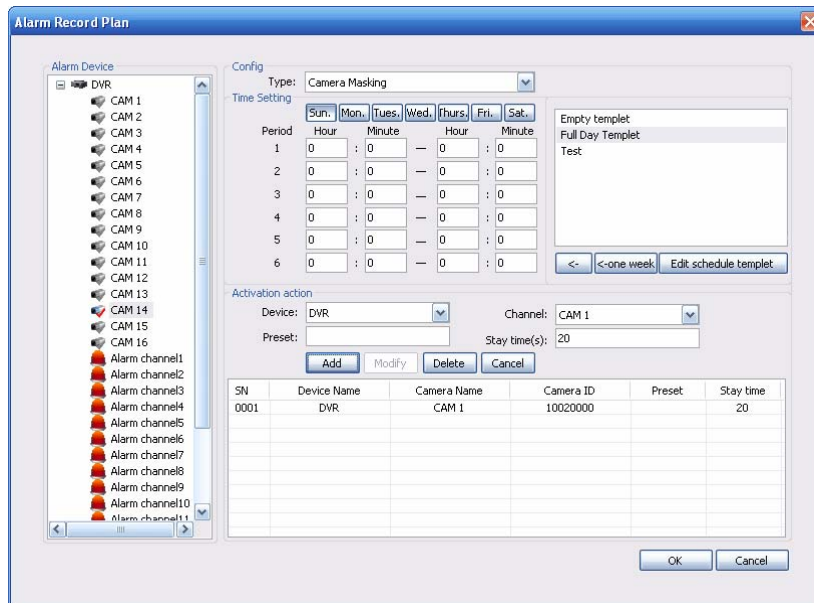 Alarm Record Plan
Alarm Device
DVR
CAM 1
CAM 2
CAM 3
CAM 4
CAM 5
CAM 6
CAM 7
CAM 8
CAM 9
CAM 10
CAM 11
CAM 12
CAM 13
CAM 14
CAM 15
CAM 16
Alarm channel1
Alarm channel2
Alarm channel3
Alarm channel4
Alarm channel5
Alarm channel6
Alarm channel7
Alarm channel8
Alarm channel9
Alarm channel10
Alarm channel11
Config
Type: Camera Masking
Time Setting
Sun. Mon. Tues. Wed. Thurs. Fri. Sat.
Period Hour Minute Hour Minute
1 0 : 0 — 0 : 0
2 0 : 0 — 0 : 0
3 0 : 0 — 0 : 0
4 0 : 0 — 0 : 0
5 0 : 0 — 0 : 0
6 0 : 0 — 0 : 0
Empty templet
Full Day Templet
Test
<- <-one week Edit schedule templet
Activation action
Device: DVR Channel: CAM 1
Preset: Stay time(s): 20
Add Modify Delete Cancel
SN Device Name Camera Name Camera ID Preset Stay time
0001 DVR CAM 1 10020000 20
OK Cancel